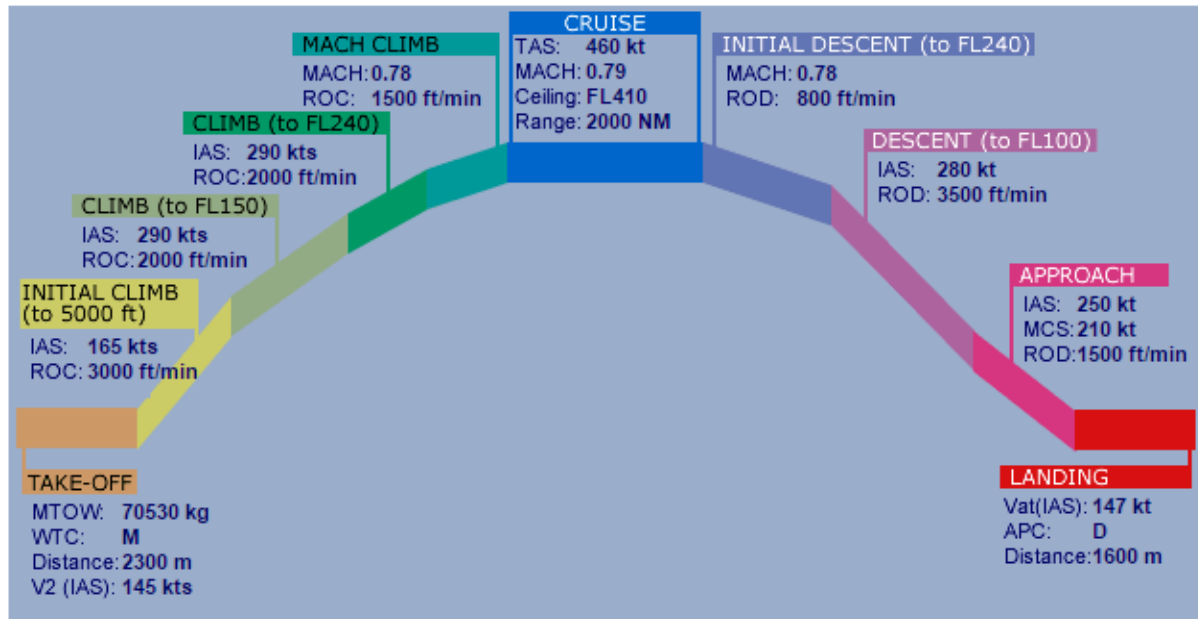 CRUISE
TAS: 460 kt
MACH: 0.79
Ceiling: FL410
Range: 2000 NM
MACH CLIMB
MACH: 0.78
ROC: 1500 ft/min
INITIAL DESCENT (to FL240)
MACH: 0.78
ROD: 800 ft/min
CLIMB (to FL240)
IAS: 290 kts
ROC: 2000 ft/min
DESCENT (to FL100)
IAS: 280 kt
ROD: 3500 ft/min
CLIMB (to FL150)
IAS: 290 kts
ROC: 2000 ft/min
APPROACH
IAS: 250 kt
MCS: 210 kt
ROD: 1500 ft/min
INITIAL CLIMB
(to 5000 ft)
IAS: 165 kts
ROC: 3000 ft/min
TAKE-OFF
MTOW: 70530 kg
WTC: M
Distance: 2300 m
V2 (IAS): 145 kts
LANDING
Vat(IAS): 147 kt
APC: D
Distance: 1600 m